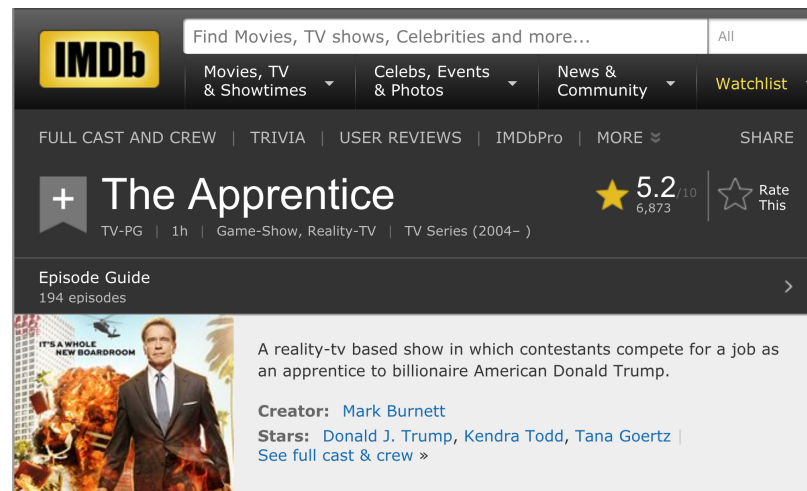 IMDb
Find Movies, TV shows, Celebrities and more...
All
Movies, TV
& Showtimes
Celebs, Events
& Photos
News &
Community
Watchlist
FULL CAST AND CREW | TRIVIA | USER REVIEWS | IMDbPro | MORE
SHARE
+
The Apprentice
5.2/10
6,873
Rate
This
TV-PG | 1h | Game-Show, Reality-TV | TV Series (2004– )
Episode Guide
194 episodes
IT'S A WHOLE
NEW BOARDROOM
A reality-tv based show in which contestants compete for a job as
an apprentice to billionaire American Donald Trump.
Creator: Mark Burnett
Stars: Donald J. Trump, Kendra Todd, Tana Goertz |
See full cast & crew »